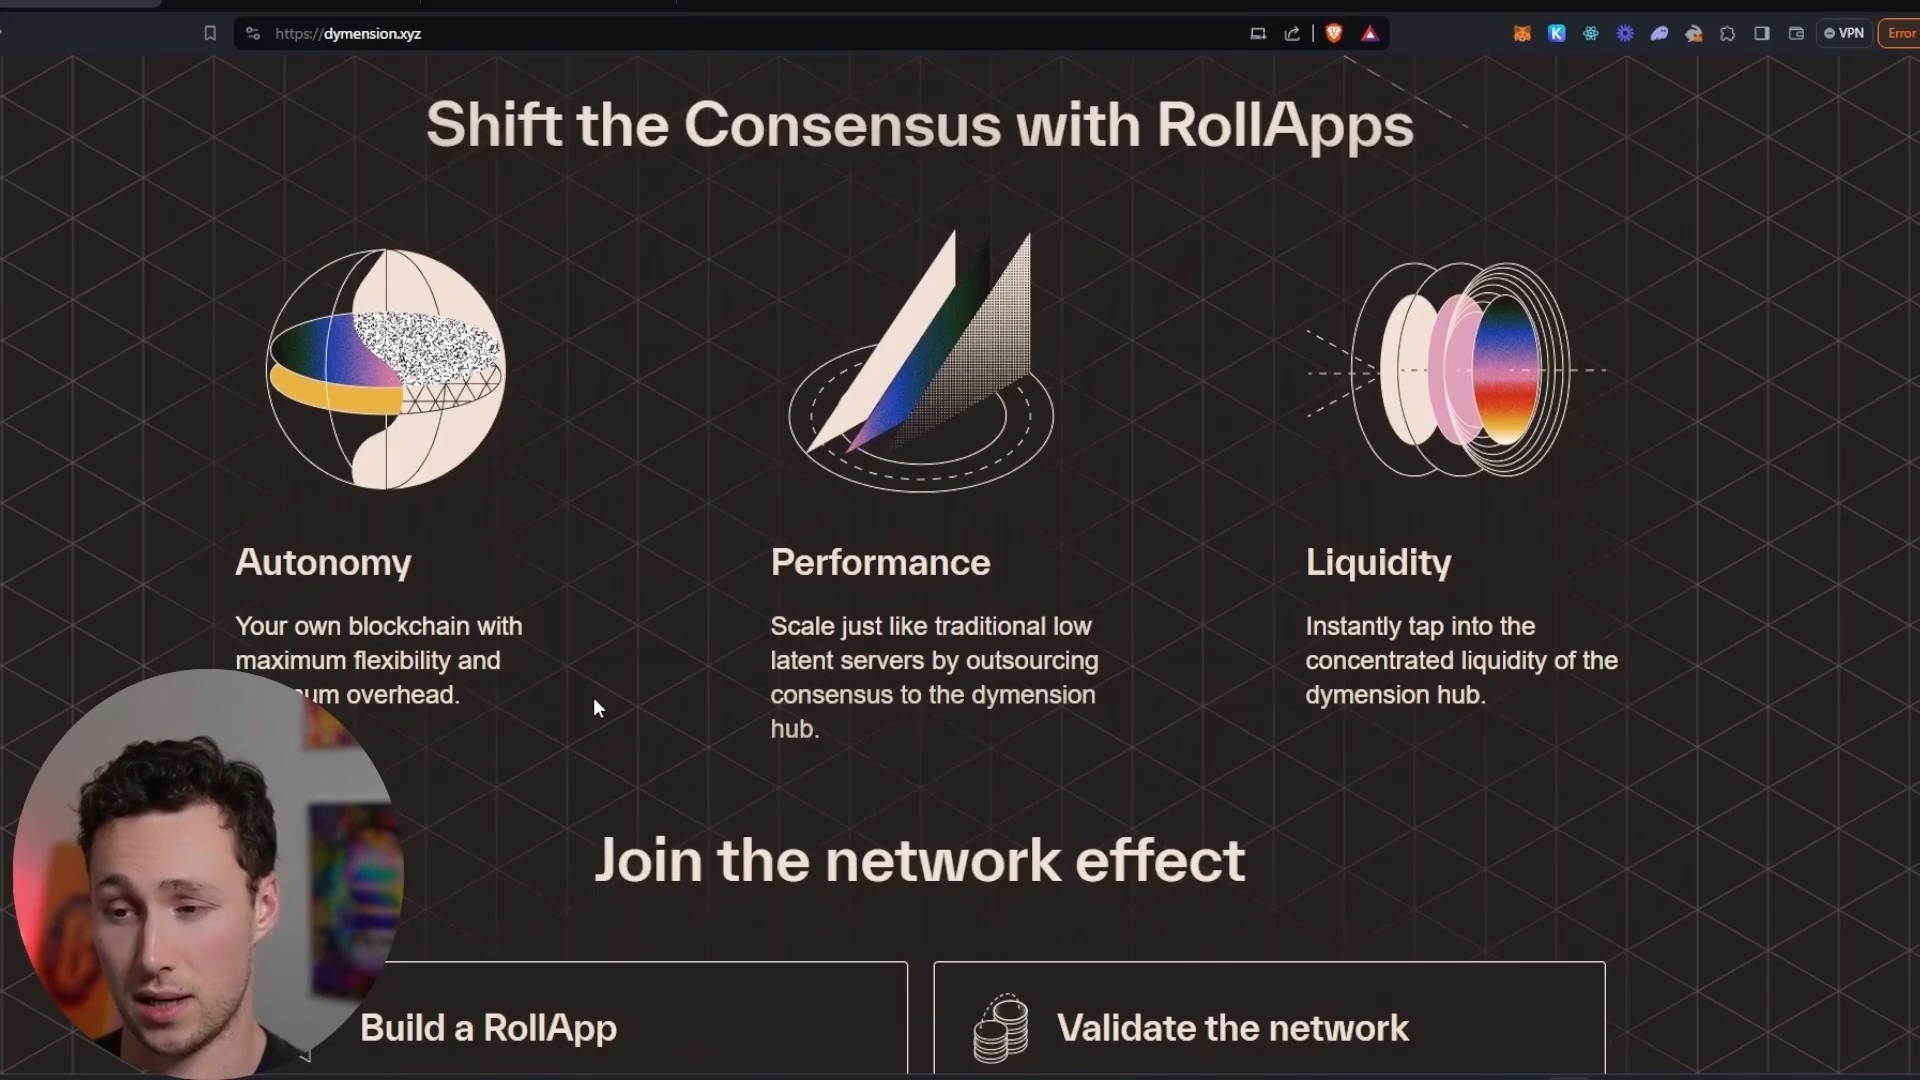 https://dymension.xyz
VPN
Error
Shift the Consensus with RollApps
Autonomy
Your own blockchain with
maximum flexibility and
overhead.
Performance
Scale just like traditional low
latent servers by outsourcing
consensus to the dymension
hub.
Liquidity
Instantly tap into the
concentrated liquidity of the
dymension hub.
Join the network effect
Build a RollApp
Validate the network